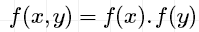 f(x,y) = f(x).f(y)